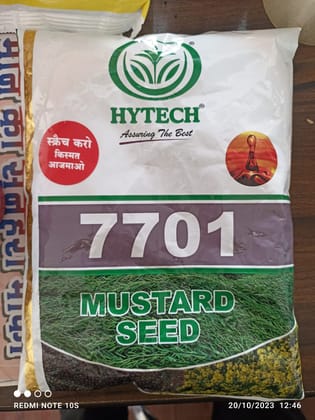 HYTECH®
Assuring The Best
स्क्रैच करो
किस्मत
आजमाओ
7701
MUSTARD
SEED
REDMI NOTE 10S
20/10/2023 12:46